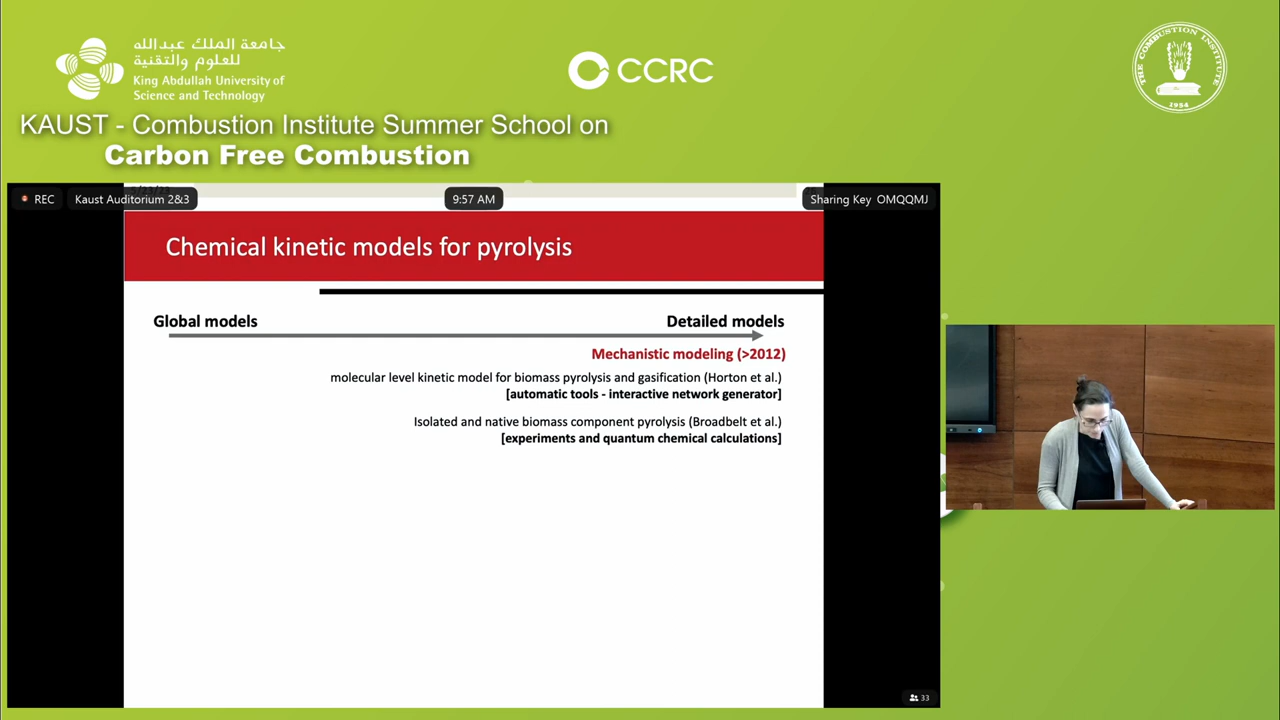 جامعة الملك عبدالله
للعلوم والتقنية
King Abdullah University of
Science and Technology
CCRC
THE COMBUSTION INSTITUTE
1954
KAUST - Combustion Institute Summer School on
Carbon Free Combustion
REC
Kaust Auditorium 2&3
9:57 AM
Sharing Key OMQQMJ
Chemical kinetic models for pyrolysis
Global models
Detailed models
Mechanistic modeling (>2012)
molecular level kinetic model for biomass pyrolysis and gasification (Horton et al.)
[automatic tools - interactive network generator]
Isolated and native biomass component pyrolysis (Broadbelt et al.)
[experiments and quantum chemical calculations]
33